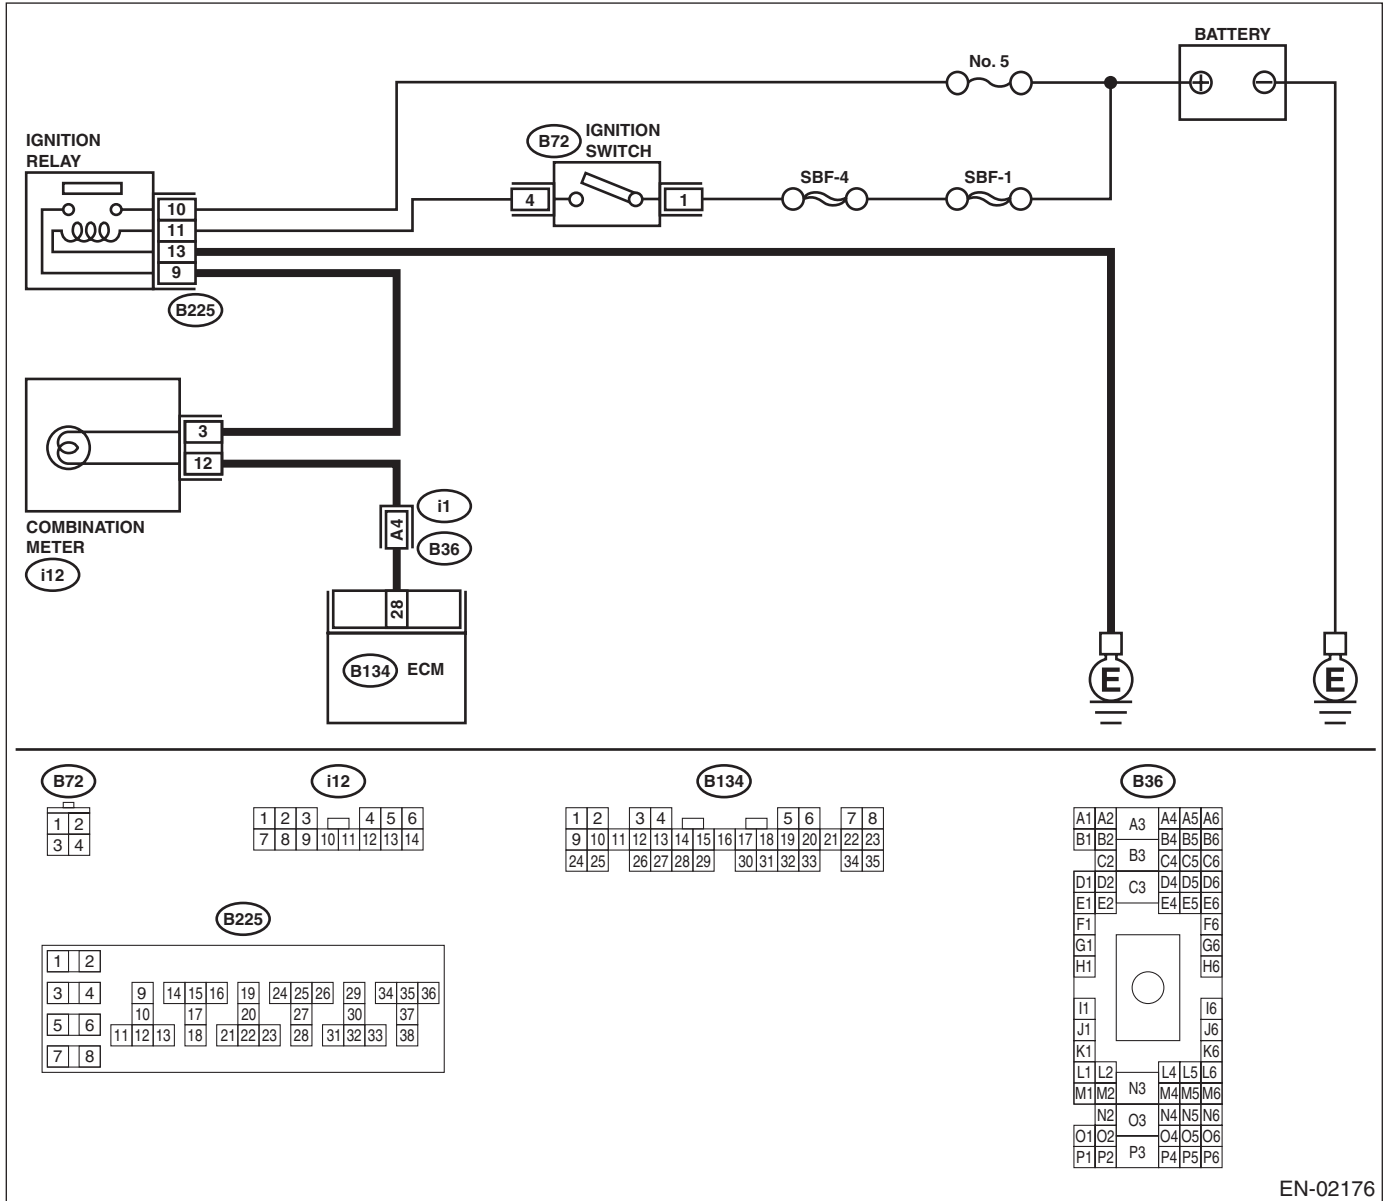 BATTERY
No. 5
IGNITION
RELAY
B72
IGNITION
SWITCH
SBF-4
SBF-1
4
1
10
11
13
9
B225
3
12
COMBINATION
METER
i12
i1
A4
B36
28
B134
ECM
E
E
B72
1 2
3 4
i12
1 2 3 4 5 6
7 8 9 10 11 12 13 14
B134
1 2 3 4 5 6 7 8
9 10 11 12 13 14 15 16 17 18 19 20 21 22 23
24 25 26 27 28 29 30 31 32 33 34 35
B225
1 2
3 4 9 14 15 16 19 24 25 26 29 34 35 36
10 17 20 27 30 37
5 6
11 12 13 18 21 22 23 28 31 32 33 38
7 8
B36
A1 A2 A3 A4 A5 A6
B1 B2 B4 B5 B6
B3
C2 C4 C5 C6
D1 D2 C3 D4 D5 D6
E1 E2 E4 E5 E6
F1 F6
G1 G6
H1 H6
I1 I6
J1 J6
K1 K6
L1 L2 L4 L5 L6
N3
M1 M2 M4 M5 M6
N2 N4 N5 N6
O3
O1 O2 O4 O5 O6
P1 P2 P3 P4 P5 P6
EN-02176